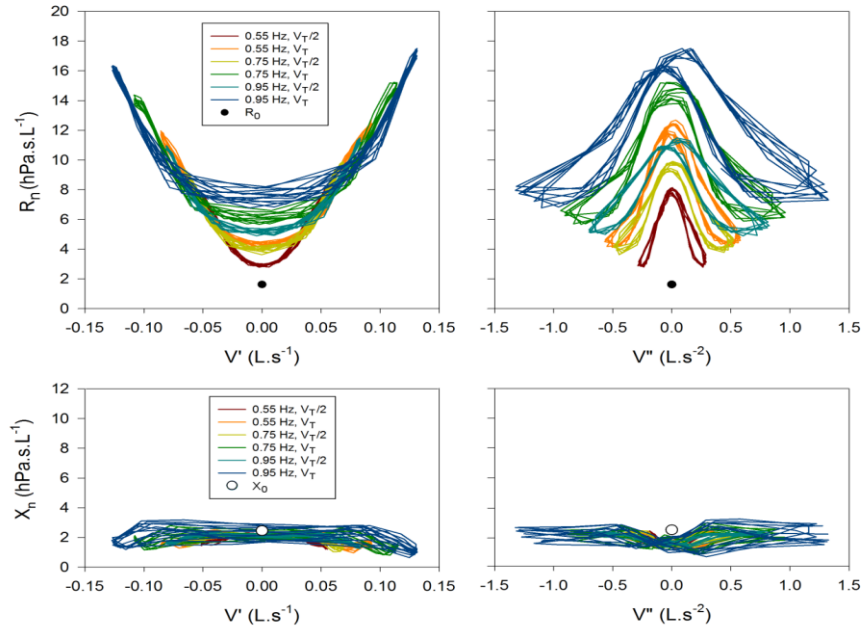 20
18
16
14
12
10
8
6
4
2
0
Rn (hPa.s.L-1)
0.55 Hz, VT/2
0.55 Hz, VT
0.75 Hz, VT/2
0.75 Hz, VT
0.95 Hz, VT/2
0.95 Hz, VT
R0
-0.15 -0.10 -0.05 0.00 0.05 0.10 0.15
V' (L.s-1)
-1.5 -1.0 -0.5 0.0 0.5 1.0 1.5
V" (L.s-2)
12
10
8
6
4
2
0
Xn (hPa.s.L-1)
0.55 Hz, VT/2
0.55 Hz, VT
0.75 Hz, VT/2
0.75 Hz, VT
0.95 Hz, VT/2
0.95 Hz, VT
X0
-0.15 -0.10 -0.05 0.00 0.05 0.10 0.15
V' (L.s-1)
-1.5 -1.0 -0.5 0.0 0.5 1.0 1.5
V" (L.s-2)